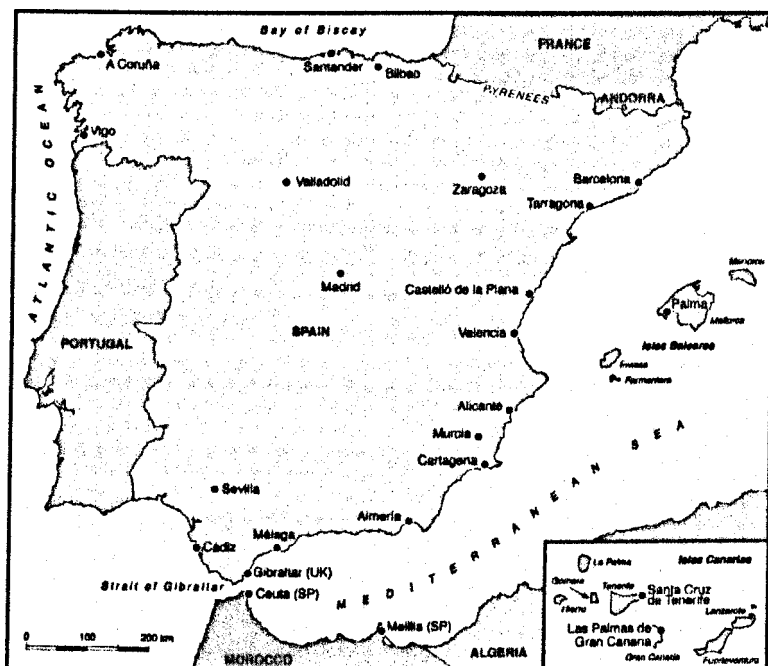 Bay of Biscay
FRANCE
A Coruña
Santander
Bilbao
PYRENEES
ANDORRA
ATLANTIC OCEAN
Vigo
Valladolid
Zaragoza
Barcelona
Tarragona
Menorca
Madrid
Castelló de la Plana
Palma
Mallorca
SPAIN
Valencia
PORTUGAL
Isles Baleares
Formentera
Alicante
Murcia
Cartagena
MEDITERRANEAN SEA
Sevilla
Almería
Málaga
Cádiz
Gibraltar (UK)
Strait of Gibraltar
Ceuta (SP)
Melilla (SP)
MOROCCO
ALGERIA
0 100 200 km
La Palma
Isles Canarias
Gomera
Tenerife
Hierro
Santa Cruz
de Tenerife
Lanzarote
Las Palmas de
Gran Canaria
Gran Canaria
Fuerteventura